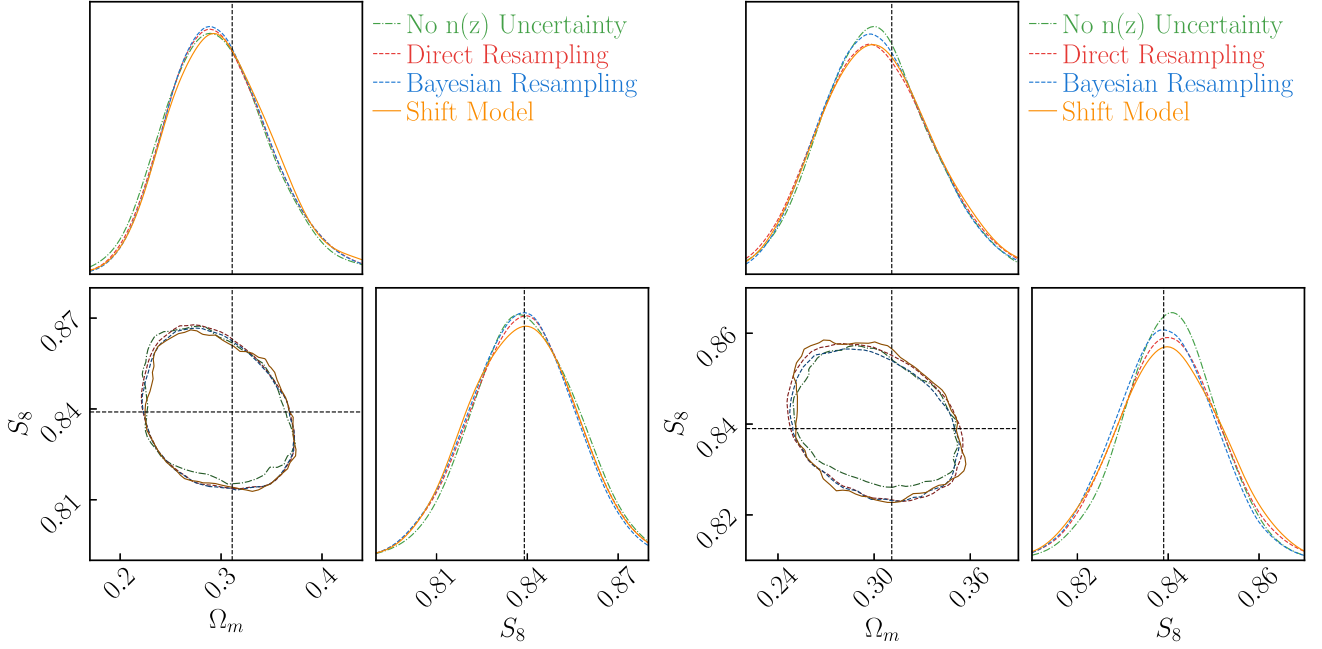 No n(z) Uncertainty
Direct Resampling
Bayesian Resampling
Shift Model
No n(z) Uncertainty
Direct Resampling
Bayesian Resampling
Shift Model
0.87
0.84
0.81
S₈
0.2
0.3
0.4
Ωₘ
0.81
0.84
0.87
S₈
0.86
0.84
0.82
S₈
0.24
0.30
0.36
Ωₘ
0.82
0.84
0.86
S₈